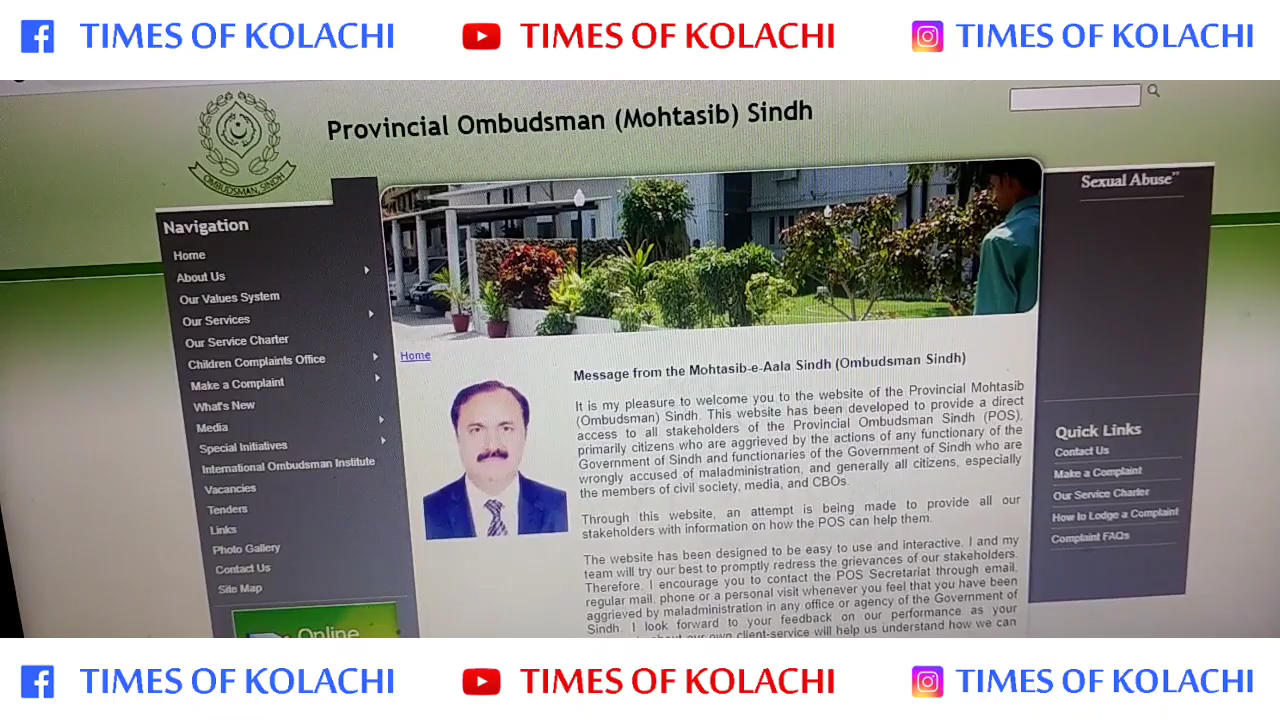 TIMES OF KOLACHI TIMES OF KOLACHI TIMES OF KOLACHI
OMBUDSMAN, SINDH
Provincial Ombudsman (Mohtasib) Sindh
Navigation
Home
About Us
Our Values System
Our Services
Our Service Charter
Children Complaints Office
Make a Complaint
What's New
Media
Special Initiatives
International Ombudsman Institute
Vacancies
Tenders
Links
Photo Gallery
Contact Us
Site Map
Online
Home
Message from the Mohtasib-e-Aala Sindh (Ombudsman Sindh)
It is my pleasure to welcome you to the website of the Provincial Mohtasib
(Ombudsman) Sindh. This website has been developed to provide a direct
access to all stakeholders of the Provincial Ombudsman Sindh (POS),
primarily citizens who are aggrieved by the actions of any functionary of the
Government of Sindh and functionaries of the Government of Sindh who are
wrongly accused of maladministration, and generally all citizens, especially
the members of civil society, media, and CBOs.
Through this website, an attempt is being made to provide all our
stakeholders with information on how the POS can help them.
The website has been designed to be easy to use and interactive. I and my
team will try our best to promptly redress the grievances of our stakeholders.
Therefore, I encourage you to contact the POS Secretariat through email,
regular mail, phone or a personal visit whenever you feel that you have been
aggrieved by maladministration in any office or agency of the Government of
Sindh. I look forward to your feedback on our performance as your
about our own client-service will help us understand how we can
Sexual Abuse"
Quick Links
Contact Us
Make a Complaint
Our Service Charter
How to Lodge a Complaint
Complaint FAQs
TIMES OF KOLACHI TIMES OF KOLACHI TIMES OF KOLACHI